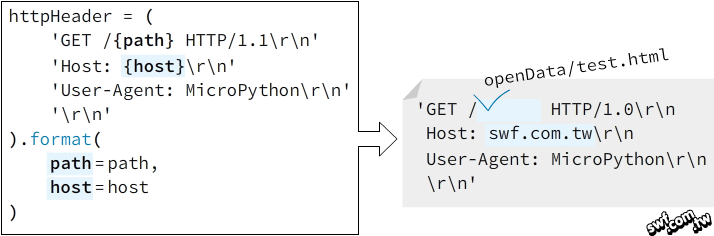 httpHeader = (
'GET /{path} HTTP/1.1\r\n'
'Host: {host}\r\n'
'User-Agent: MicroPython\r\n'
'\r\n'
).format(
path=path,
host=host
)
openData/test.html
'GET / HTTP/1.0\r\n
Host: swf.com.tw\r\n
User-Agent: MicroPython\r\n
\r\n'
swf.com.tw